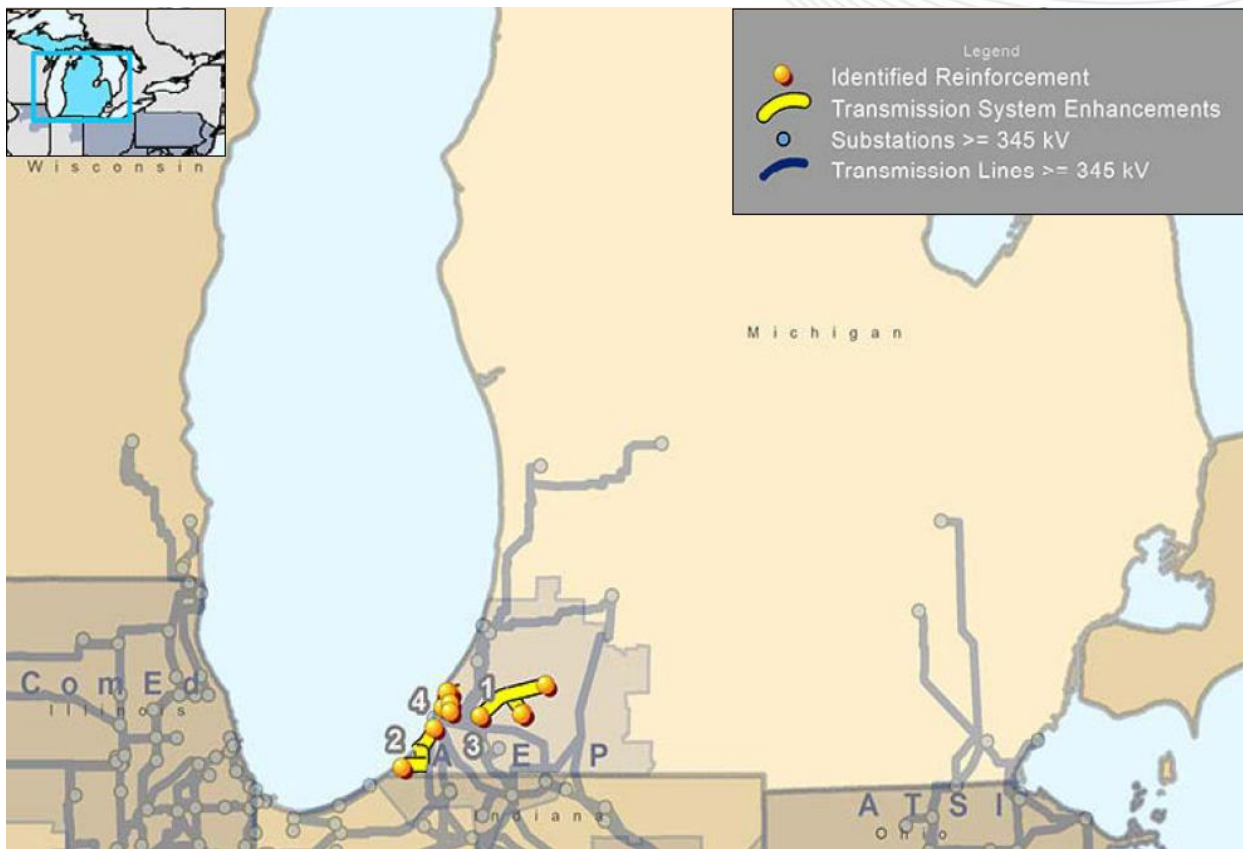 Legend
Identified Reinforcement
Transmission System Enhancements
Substations >= 345 kV
Transmission Lines >= 345 kV
Wisconsin
Michigan
ComEd
Illinois
1
4
2
3
AEP
Indiana
ATSI
Ohio